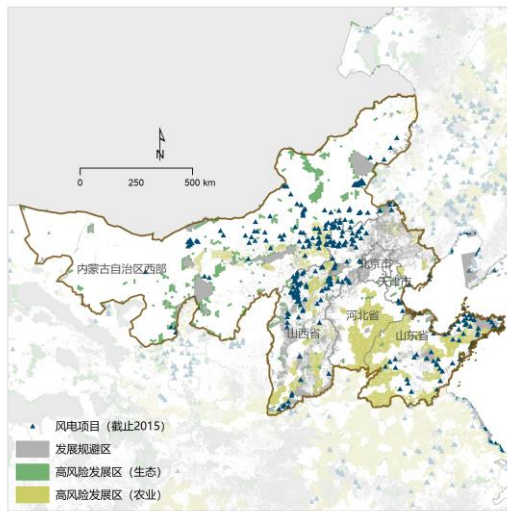 N
0 250 500 km
内蒙古自治区西部
北京市
天津市
河北省
山西省
山东省
风电项目（截止2015）
发展规避区
高风险发展区（生态）
高风险发展区（农业）